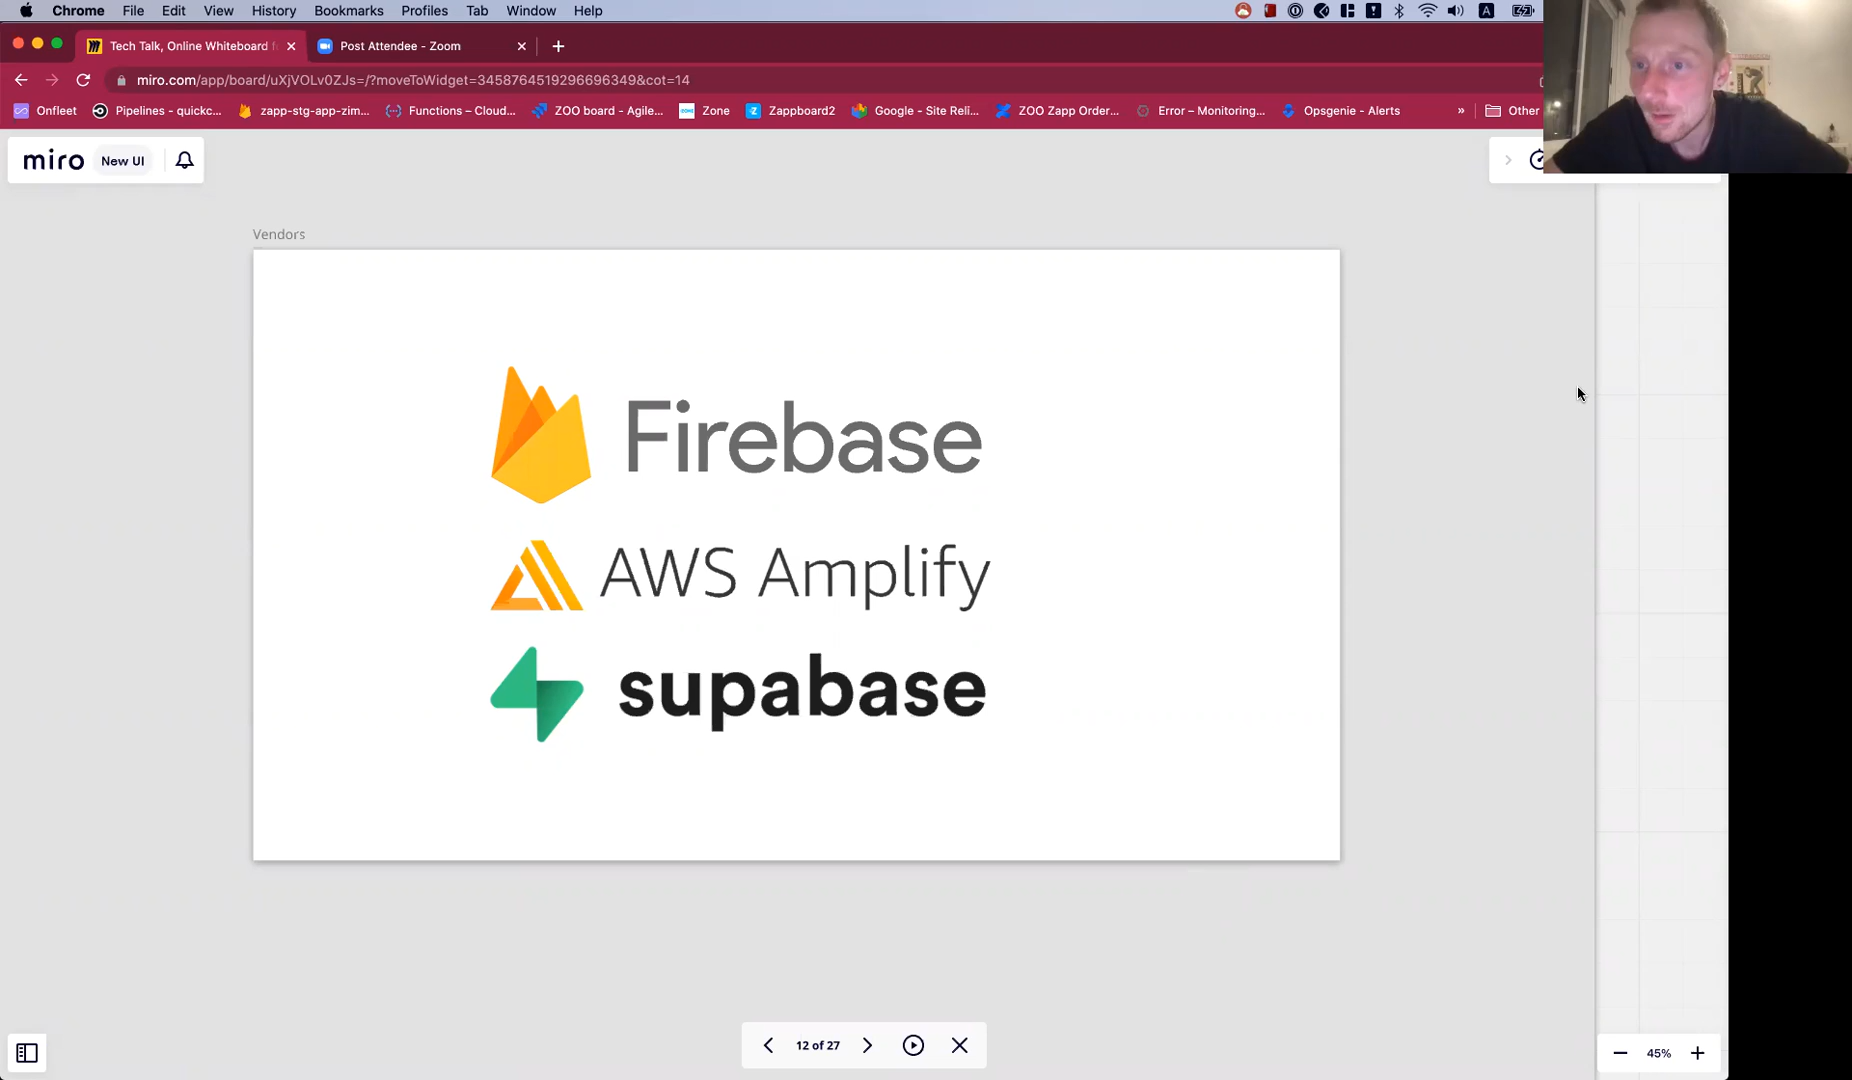 Chrome File Edit View History Bookmarks Profiles Tab Window Help
Tech Talk, Online Whiteboard f
Post Attendee - Zoom
miro.com/app/board/uXjVOLv0ZJs=/?moveToWidget=3458764519296696349&cot=14
Onfleet Pipelines - quickc... zapp-stg-app-zim... Functions – Cloud... ZOO board - Agile... Zone Zappboard2 Google - Site Reli... ZOO Zapp Order... Error – Monitoring... Opsgenie - Alerts » Other
miro New UI
Vendors
Firebase
AWS Amplify
supabase
12 of 27
45%